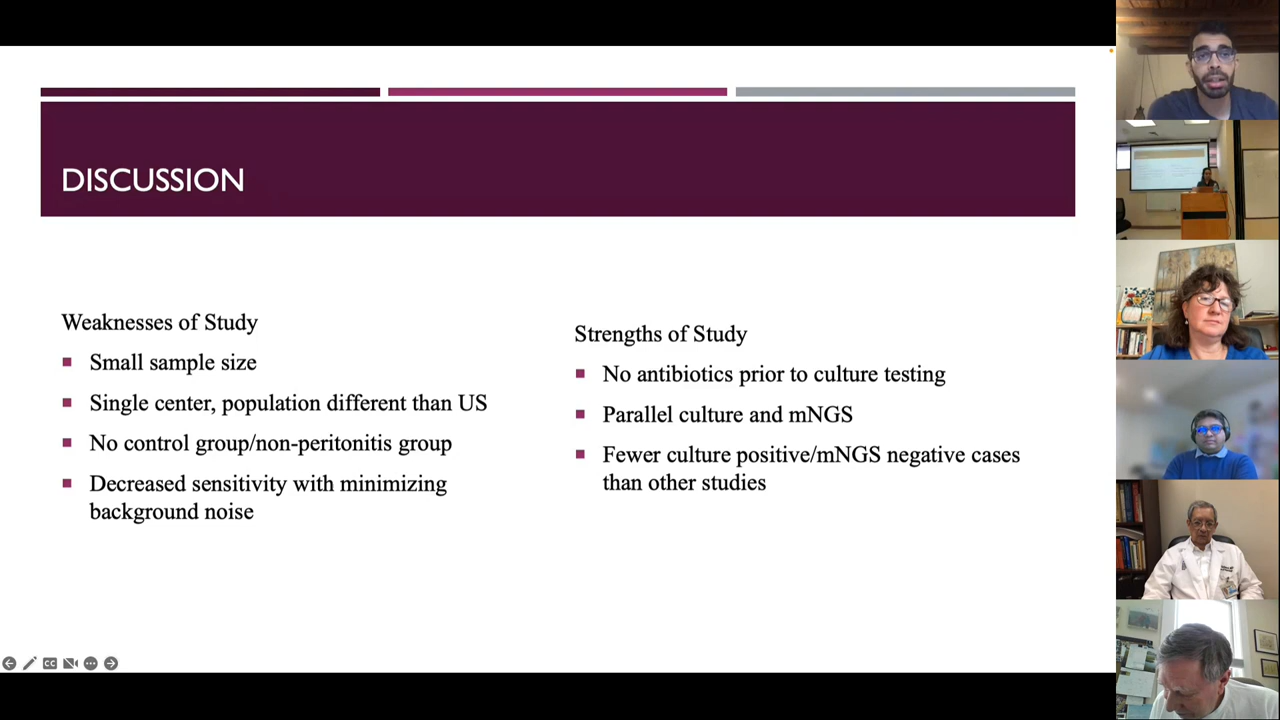 DISCUSSION
Weaknesses of Study
Small sample size
Single center, population different than US
No control group/non-peritonitis group
Decreased sensitivity with minimizing
background noise
Strengths of Study
No antibiotics prior to culture testing
Parallel culture and mNGS
Fewer culture positive/mNGS negative cases
than other studies
CC